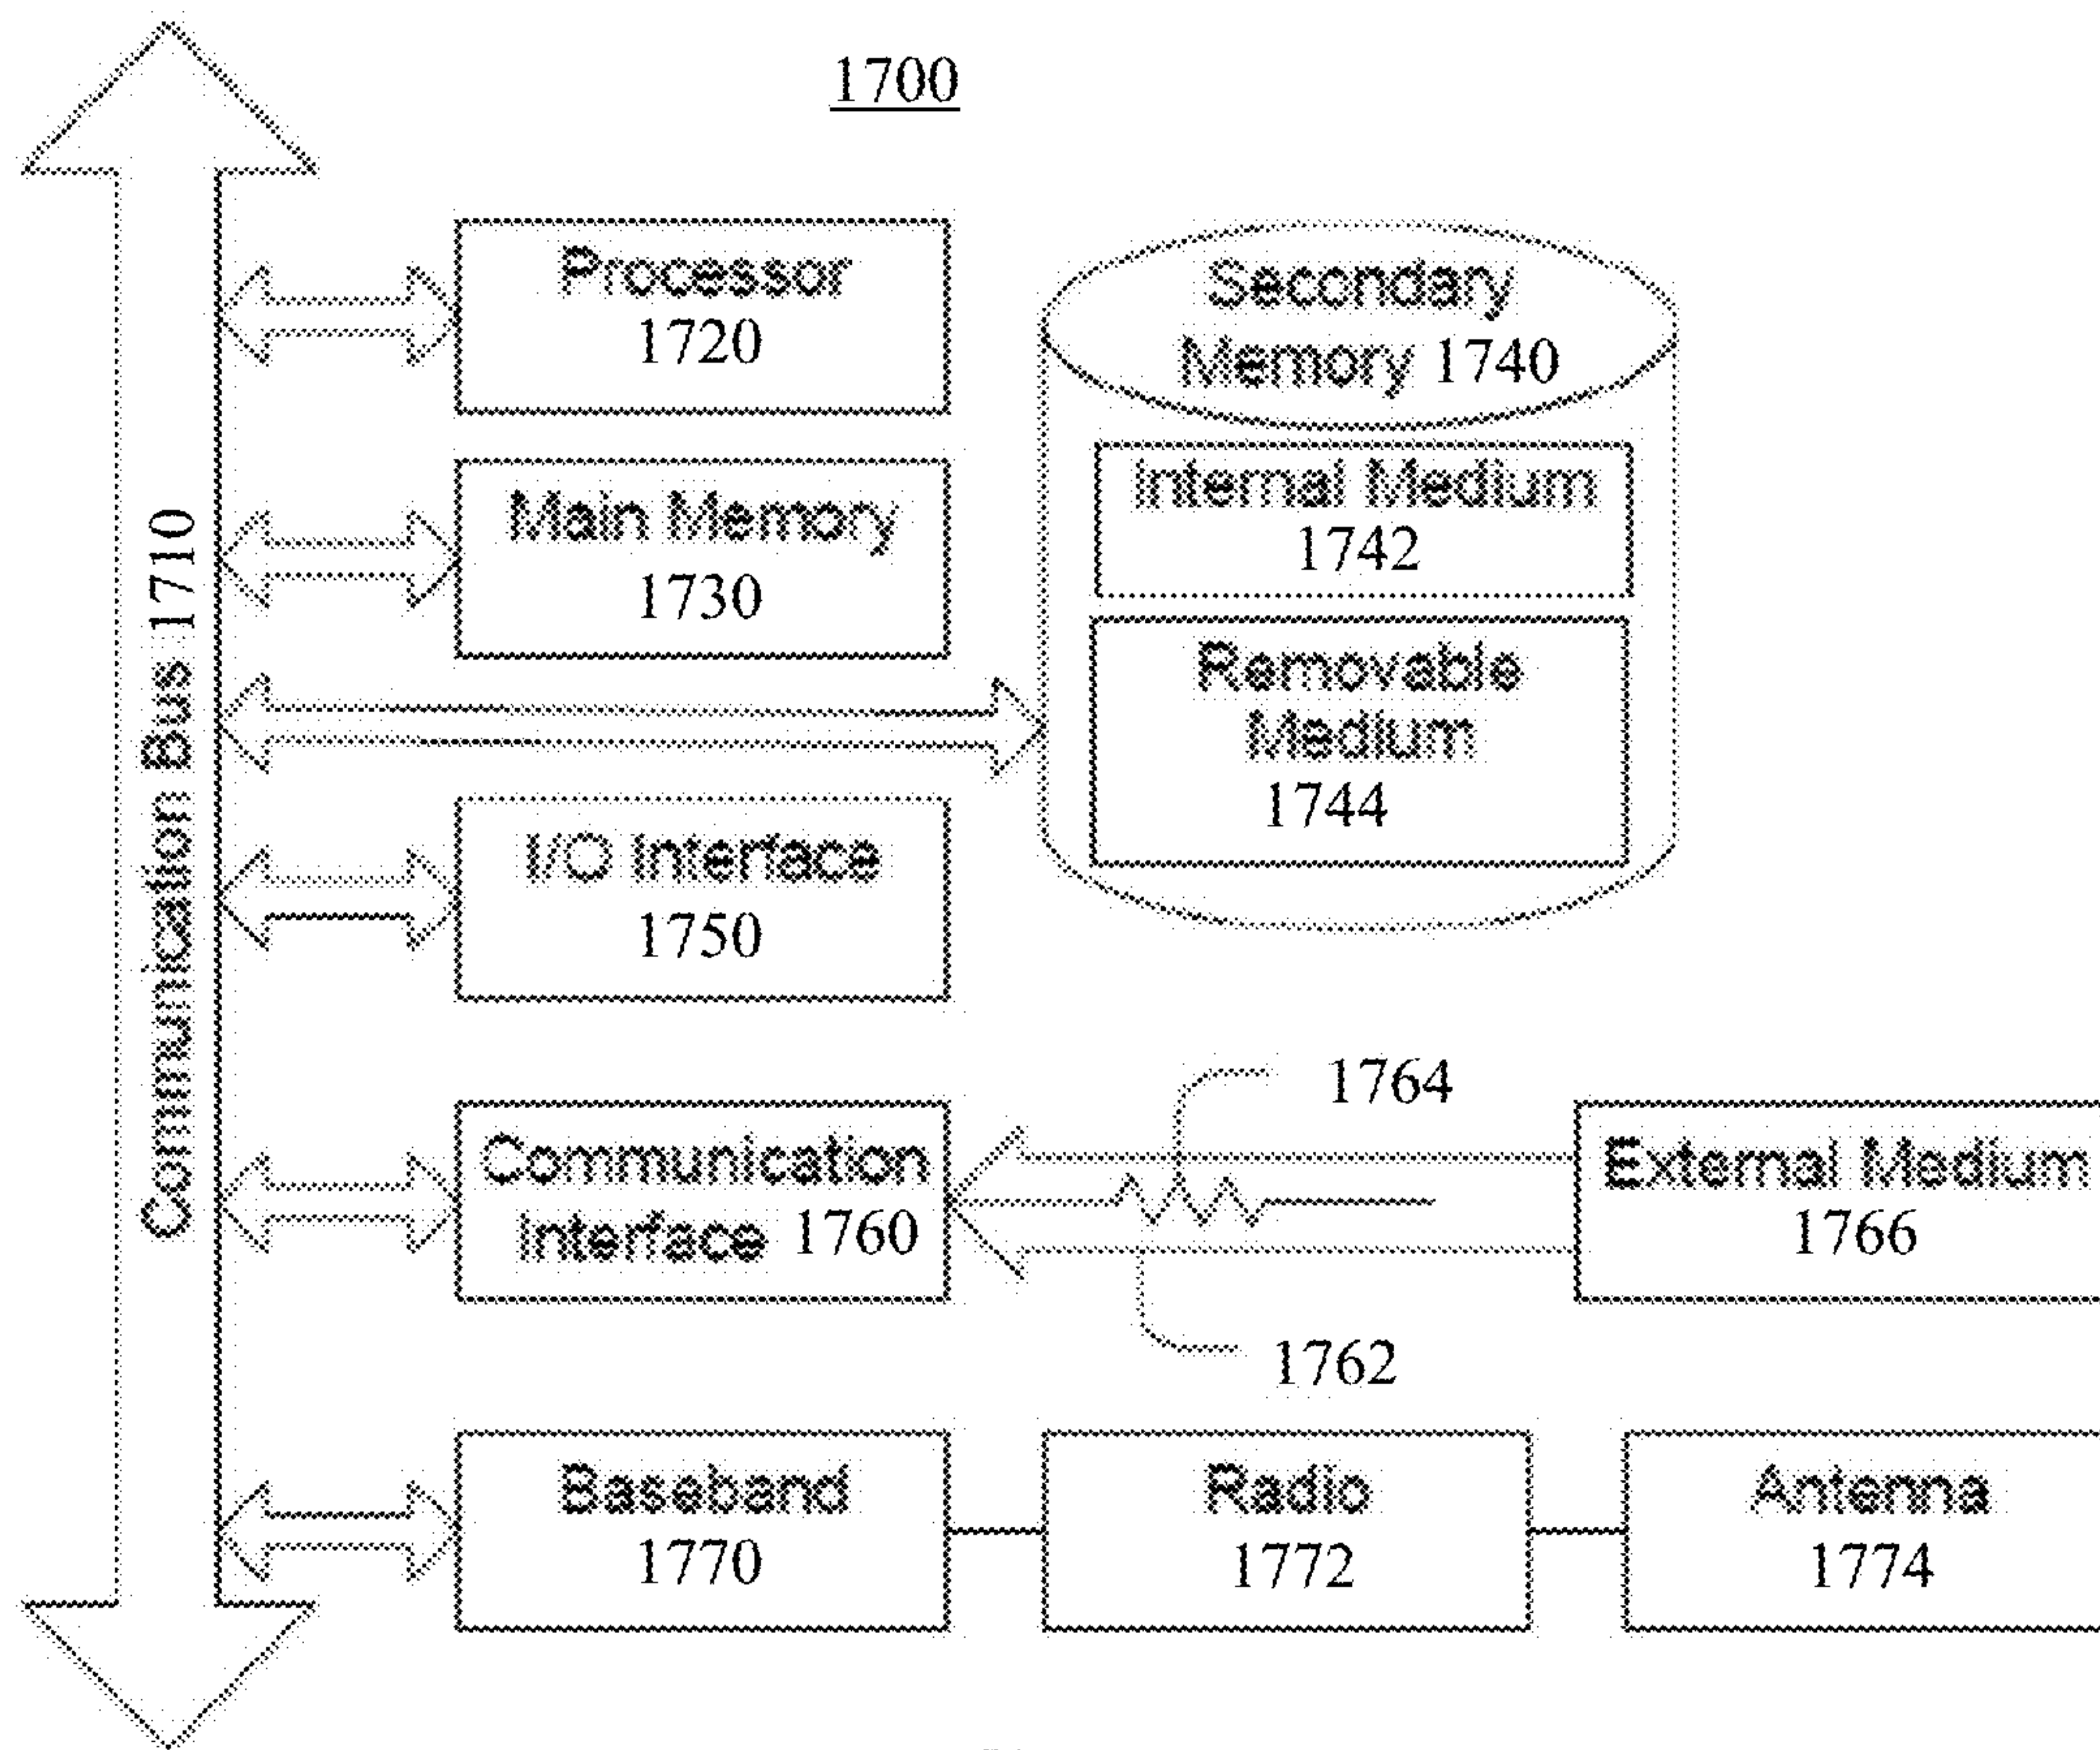 1700
Communication Bus 1710
Processor
1720
Secondary
Memory 1740
Main Memory
1730
Internal Medium
1742
Removable
Medium
1744
I/O Interface
1750
1764
Communication
Interface 1760
External Medium
1766
1762
Baseband
1770
Radio
1772
Antenna
1774